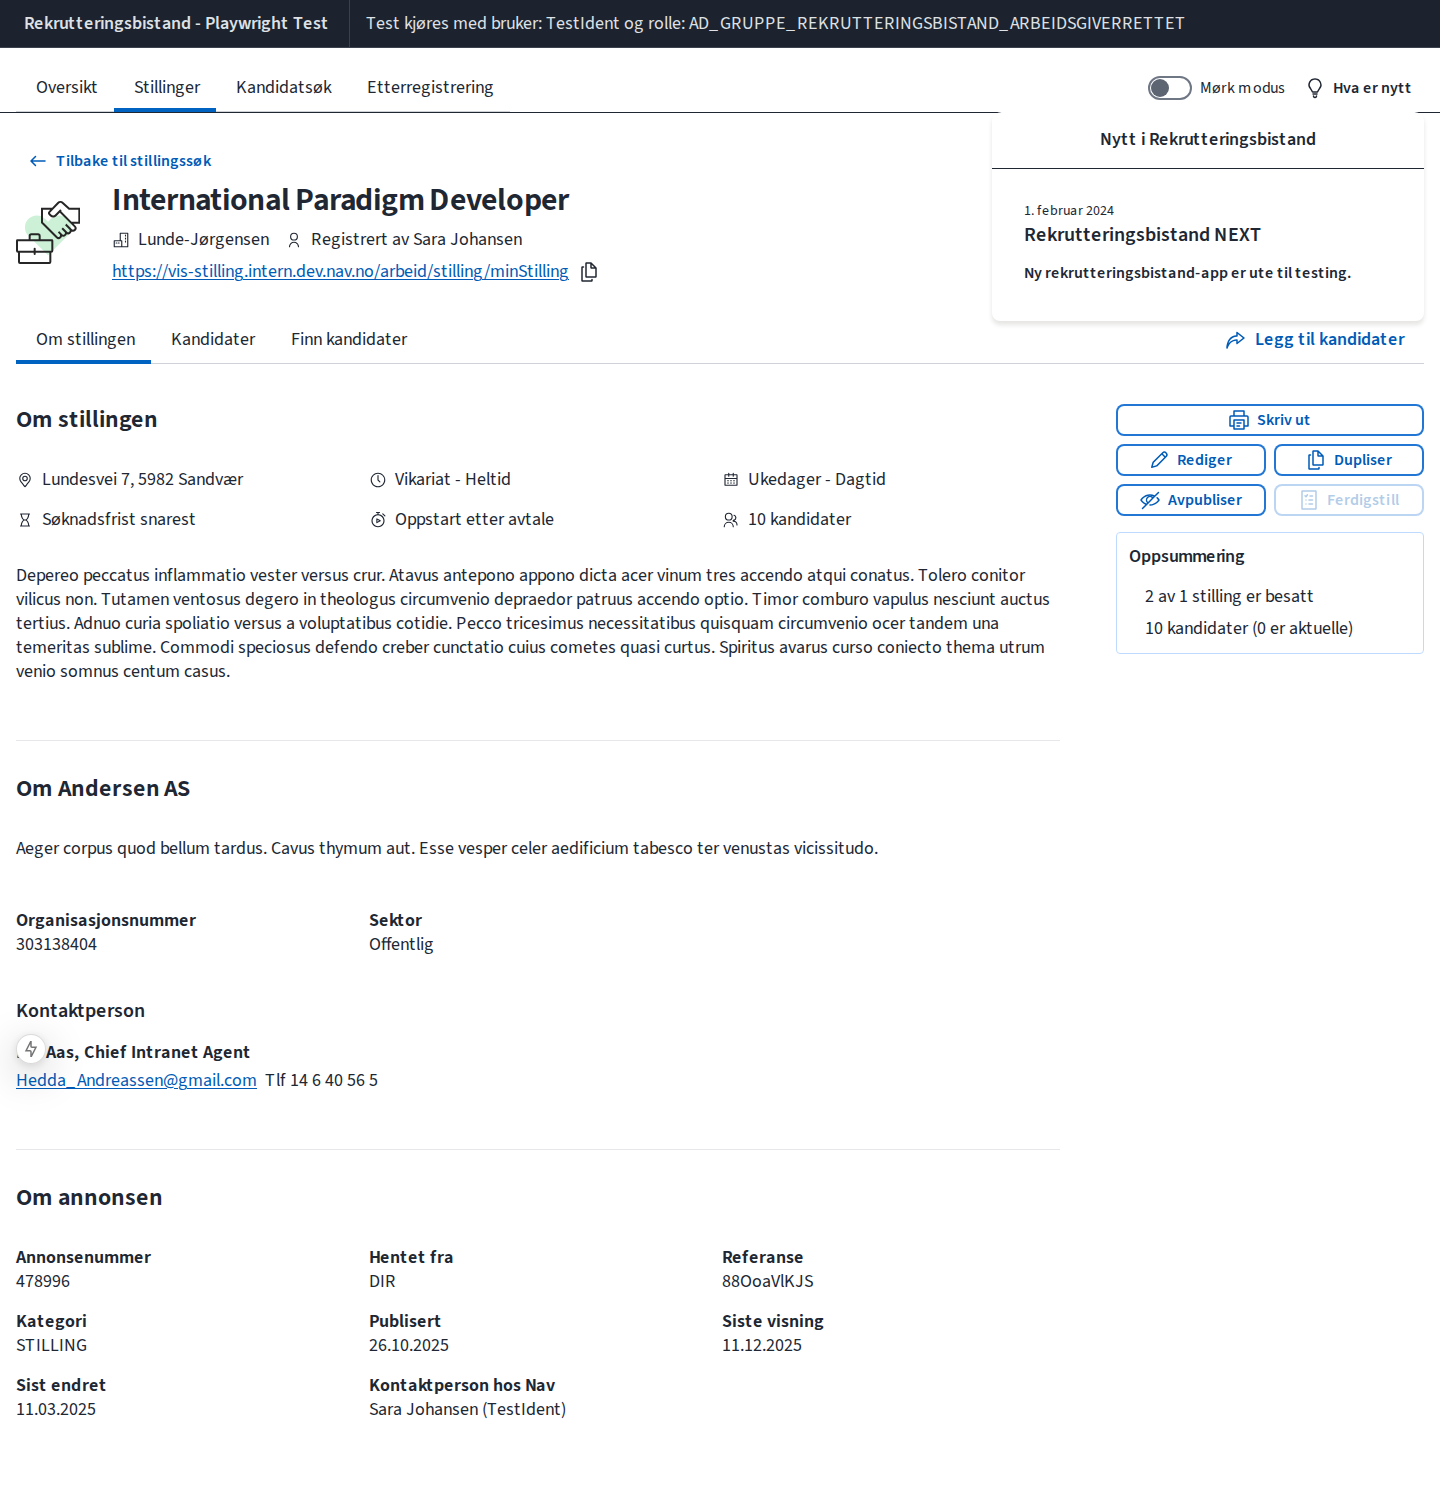 Rekrutteringsbistand - Playwright Test
Test kjøres med bruker: TestIdent og rolle: AD_GRUPPE_REKRUTTERINGSBISTAND_ARBEIDSGIVERRETTET
Oversikt
Stillinger
Kandidatsøk
Etterregistrering
Mørk modus
Hva er nytt
Nytt i Rekrutteringsbistand
1. februar 2024
Rekrutteringsbistand NEXT
Ny rekrutteringsbistand-app er ute til testing.
Tilbake til stillingssøk
International Paradigm Developer
Lunde-Jørgensen
Registrert av Sara Johansen
https://vis-stilling.intern.dev.nav.no/arbeid/stilling/minStilling
Om stillingen
Kandidater
Finn kandidater
Legg til kandidater
Om stillingen
Lundesvei 7, 5982 Sandvær
Vikariat - Heltid
Ukedager - Dagtid
Søknadsfrist snarest
Oppstart etter avtale
10 kandidater
Skriv ut
Rediger
Dupliser
Avpubliser
Ferdigstill
Oppsummering
2 av 1 stilling er besatt
10 kandidater (0 er aktuelle)
Depereo peccatus inflammatio vester versus crur. Atavus antepono appono dicta acer vinum tres accendo atqui conatus. Tolero conitor
vilicus non. Tutamen ventosus degero in theologus circumvenio depraedor patruus accendo optio. Timor comburo vapulus nesciunt auctus
tertius. Adnuo curia spoliatio versus a voluptatibus cotidie. Pecco tricesimus necessitatibus quisquam circumvenio ocer tandem una
temeritas sublime. Commodi speciosus defendo creber cunctatio cuius cometes quasi curtus. Spiritus avarus curso coniecto thema utrum
venio somnus centum casus.
Om Andersen AS
Aeger corpus quod bellum tardus. Cavus thymum aut. Esse vesper celer aedificium tabesco ter venustas vicissitudo.
Organisasjonsnummer
303138404
Sektor
Offentlig
Kontaktperson
Aas, Chief Intranet Agent
Hedda_Andreassen@gmail.com Tlf 14 6 40 56 5
Om annonsen
Annonsenummer
478996
Hentet fra
DIR
Referanse
88OoaVlKJS
Kategori
STILLING
Publisert
26.10.2025
Siste visning
11.12.2025
Sist endret
11.03.2025
Kontaktperson hos Nav
Sara Johansen (TestIdent)